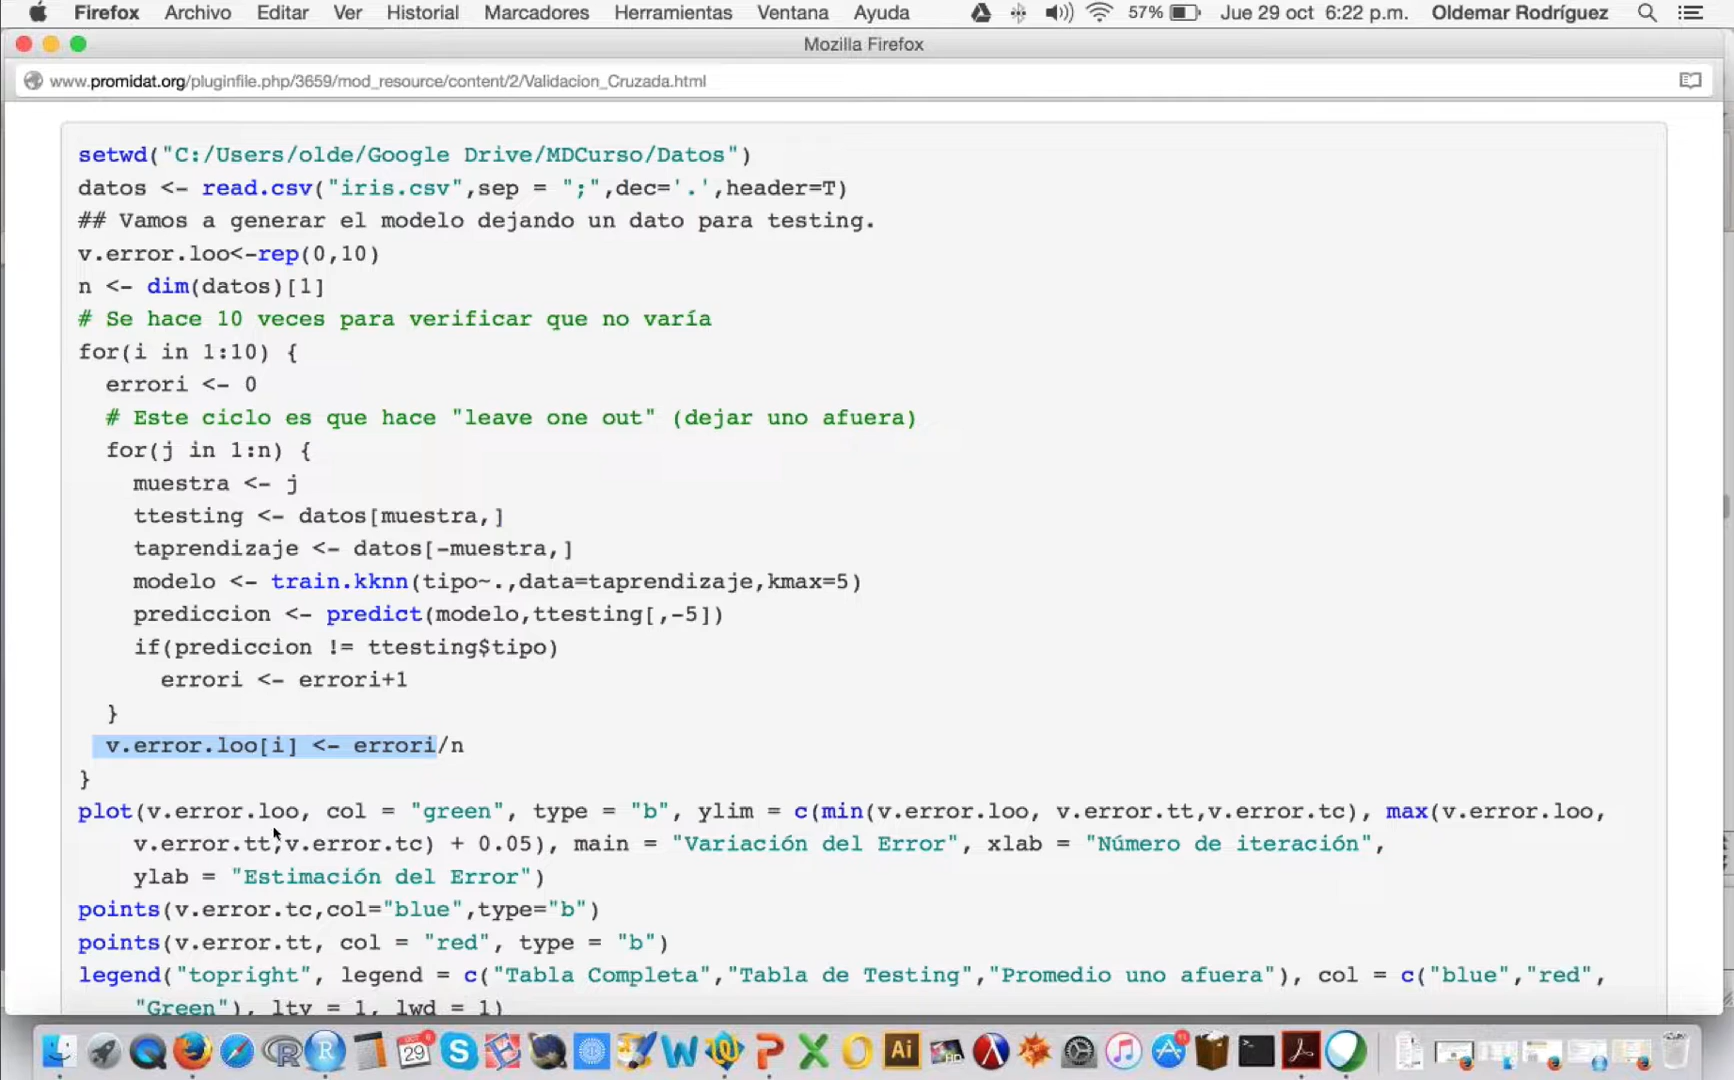 Firefox Archivo Editar Ver Historial Marcadores Herramientas Ventana Ayuda 57% Jue 29 oct 6:22 p.m. Oldemar Rodríguez
Mozilla Firefox
www.promidat.org/pluginfile.php/3659/mod_resource/content/2/Validacion_Cruzada.html
setwd("C:/Users/olde/Google Drive/MDCurso/Datos")
datos <- read.csv("iris.csv",sep = ";",dec='.',header=T)
## Vamos a generar el modelo dejando un dato para testing.
v.error.loo<-rep(0,10)
n <- dim(datos)[1]
# Se hace 10 veces para verificar que no varía
for(i in 1:10) {
errori <- 0
# Este ciclo es que hace "leave one out" (dejar uno afuera)
for(j in 1:n) {
muestra <- j
ttesting <- datos[muestra,]
taprendizaje <- datos[-muestra,]
modelo <- train.kknn(tipo~.,data=taprendizaje,kmax=5)
prediccion <- predict(modelo,ttesting[,-5])
if(prediccion != ttesting$tipo)
errori <- errori+1
}
v.error.loo[i] <- errori/n
}
plot(v.error.loo, col = "green", type = "b", ylim = c(min(v.error.loo, v.error.tt,v.error.tc), max(v.error.loo,
v.error.tt,v.error.tc) + 0.05), main = "Variación del Error", xlab = "Número de iteración",
ylab = "Estimación del Error")
points(v.error.tc,col="blue",type="b")
points(v.error.tt, col = "red", type = "b")
legend("topright", legend = c("Tabla Completa","Tabla de Testing","Promedio uno afuera"), col = c("blue","red",
"Green"), lty = 1, lwd = 1)
29
Ai